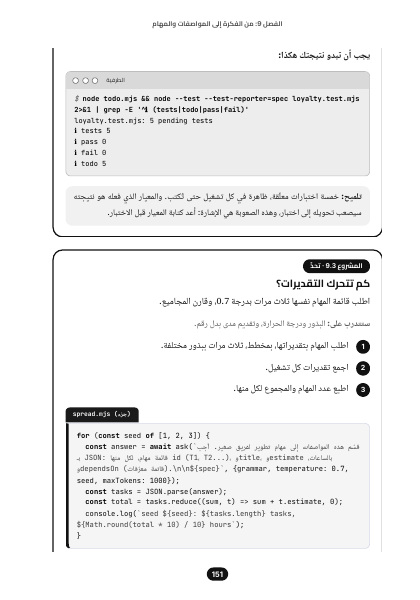 الفصل 9: من الفكرة إلى المواصفات والمهام
يجب أن تبدو نتيجتك هكذا:
الطرفية
$ node todo.mjs && node --test --test-reporter=spec loyalty.test.mjs
2>&1 | grep -E '^ℹ (tests|todo|pass|fail)'
loyalty.test.mjs: 5 pending tests
ℹ tests 5
ℹ pass 0
ℹ fail 0
ℹ todo 5
تلميح: خمسة اختبارات معلّقة، ظاهرة في كل تشغيل حتى تُكتب. والمعيار الذي فعله هو نتيجته
سيصعب تحويله إلى اختبار، وهذه الصعوبة هي الإشارة: أعد كتابة المعيار قبل الاختبار.
المشروع 9.3 · تحدٍّ
كم تتحرك التقديرات؟
اطلب قائمة المهام نفسها ثلاث مرات بدرجة 0.7، وقارن المجاميع.
ستتدرب على: البذور ودرجة الحرارة، وتقديم مدى بدل رقم.
1 اطلب المهام بتقديراتها، بمخطط، ثلاث مرات ببذور مختلفة.
2 اجمع تقديرات كل تشغيل.
3 اطبع عدد المهام والمجموع لكل منها.
spread.mjs (جزء)
for (const seed of [1, 2, 3]) {
const answer = await ask(`قسّم هذه المواصفات إلى مهام تطوير لفريق صغير. أجب
بـ JSON: قائمة مهام، لكل منها id (T1, T2...), وtitle, وestimate بالساعات,
وdependsOn (قائمة معرّفات).\n\n${spec}`, {grammar, temperature: 0.7,
seed, maxTokens: 1000});
const tasks = JSON.parse(answer);
const total = tasks.reduce((sum, t) => sum + t.estimate, 0);
console.log(`seed ${seed}: ${tasks.length} tasks,
${Math.round(total * 10) / 10} hours`);
}
151